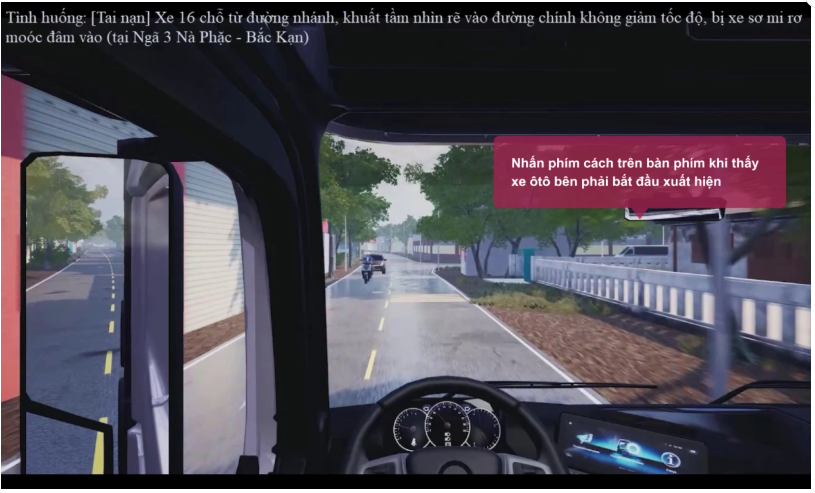 Tình huống: [Tai nạn] Xe 16 chỗ từ đường nhánh, khuất tầm nhìn rẽ vào đường chính không giảm tốc độ, bị xe sơ mi rơ
moóc đâm vào (tại Ngã 3 Nà Phặc - Bắc Kạn)
Nhấn phím cách trên bàn phím khi thấy
xe ôtô bên phải bắt đầu xuất hiện